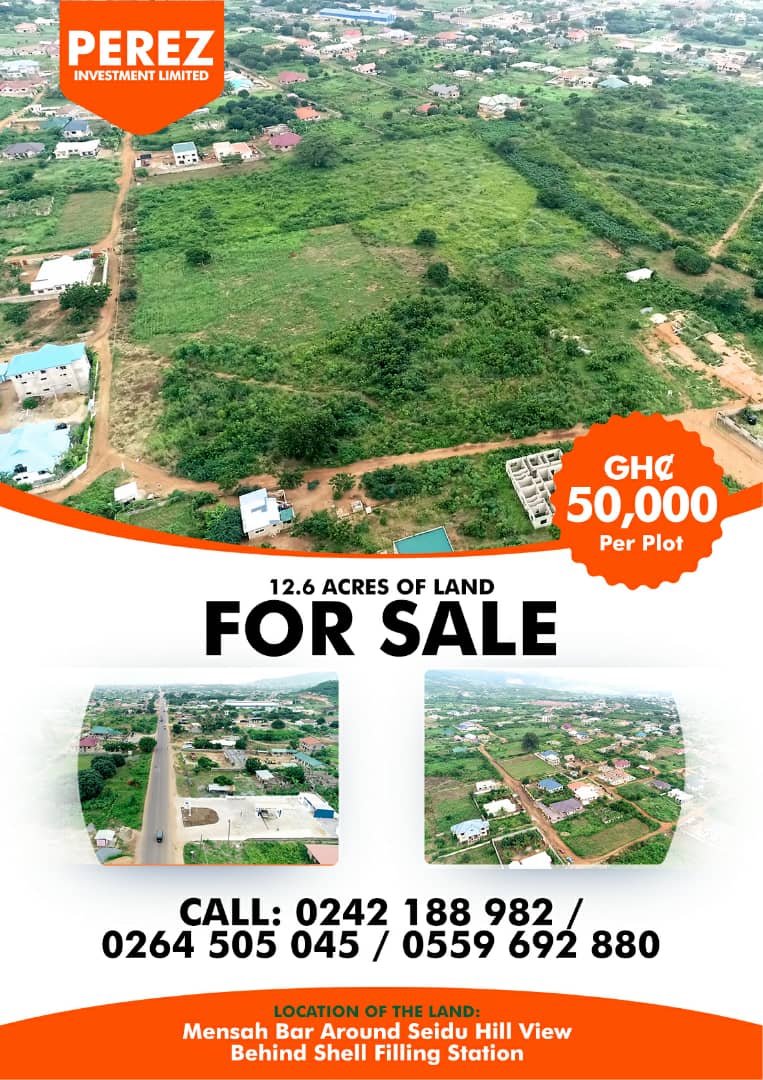 PEREZ
INVESTMENT LIMITED
GH₵
50,000
Per Plot
12.6 ACRES OF LAND
FOR SALE
CALL: 0242 188 982 /
0264 505 045 / 0559 692 880
LOCATION OF THE LAND:
Mensah Bar Around Seidu Hill View
Behind Shell Filling Station